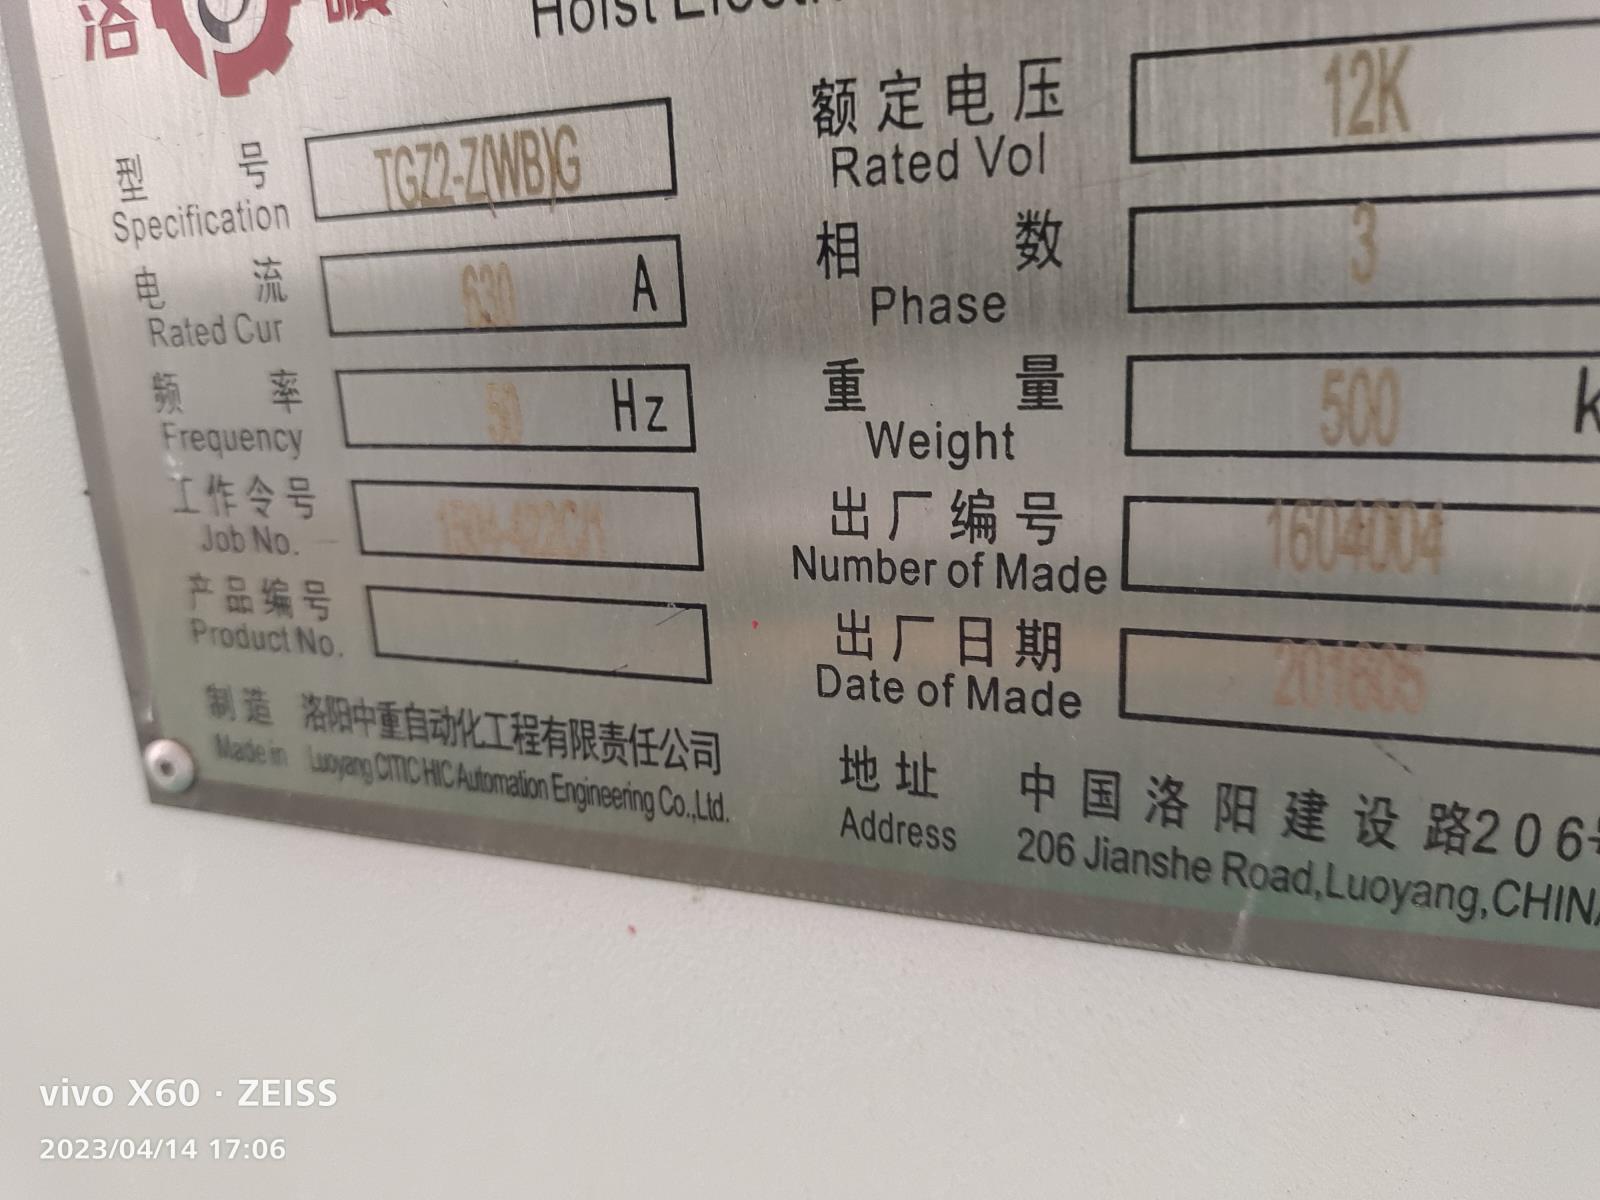 洛
Hoist
型号 TGZ2-Z(WB)G
Specification
电流 630 A
Rated Cur
频率 50 Hz
Frequency
工作令号
Job No.
产品编号
Product No.
制造 洛阳中重自动化工程有限责任公司
Made in Luoyang CITIC HIC Automation Engineering Co.,Ltd.
额定电压 12K
Rated Vol
相数 3
Phase
重量 500 k
Weight
出厂编号 1604004
Number of Made
出厂日期 201605
Date of Made
地址 中国洛阳建设路206号
Address 206 Jianshe Road,Luoyang,CHINA
vivo X60 · ZEISS
2023/04/14 17:06